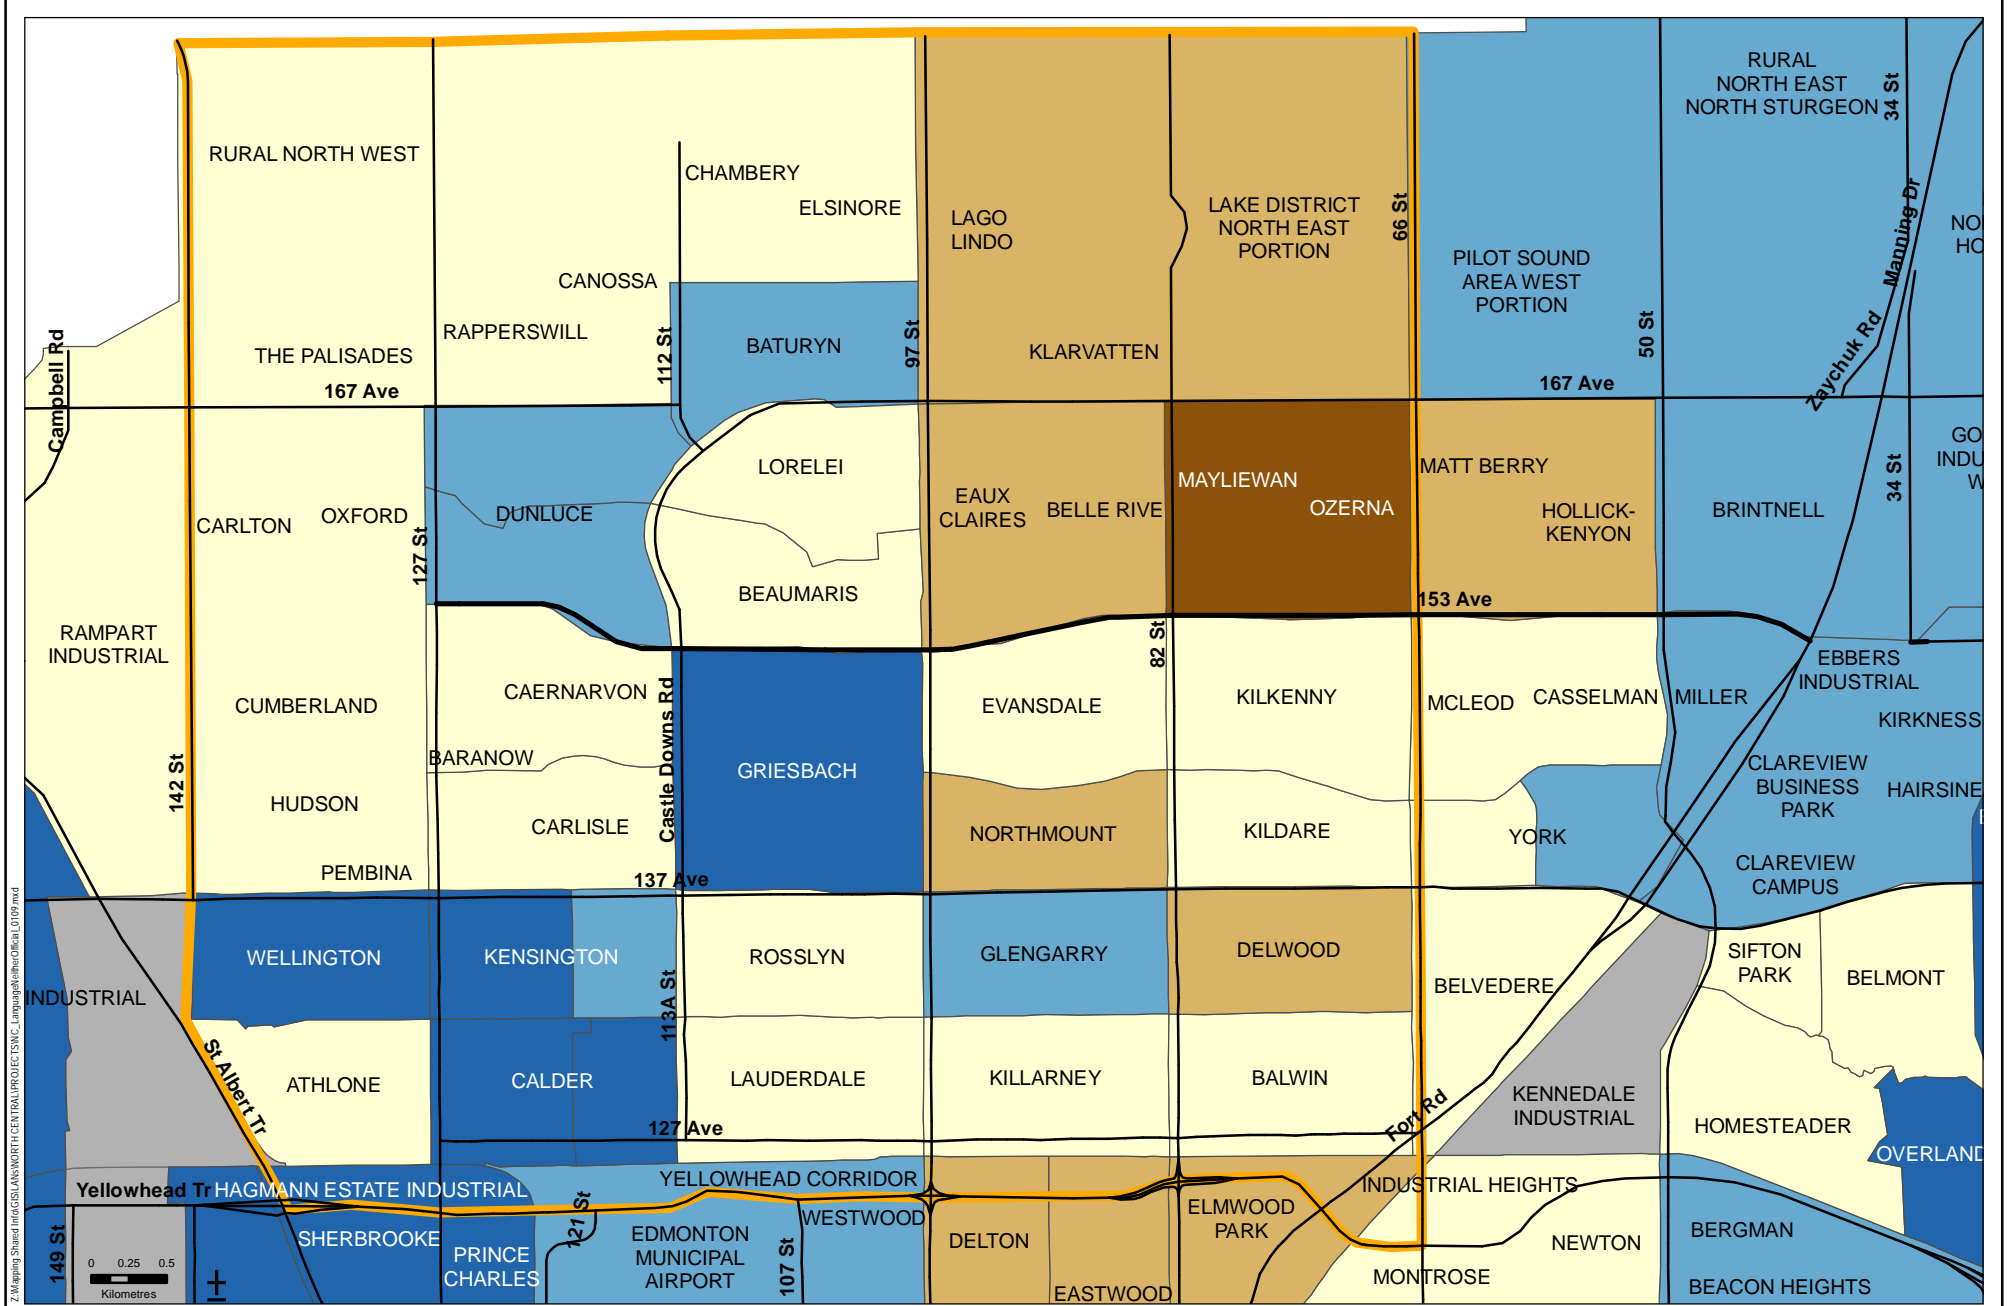 RURAL
NORTH EAST
NORTH STURGEON
34 St
RURAL NORTH WEST
CHAMBERY
ELSINORE
LAGO
LINDO
LAKE DISTRICT
NORTH EAST
PORTION
66 St
Manning Dr
PILOT SOUND
AREA WEST
PORTION
CANOSSA
RAPPERSWILL
THE PALISADES
Campbell Rd
112 St
BATURYN
97 St
KLARVATTEN
50 St
Zaychuk Rd
167 Ave
167 Ave
LORELEI
MATT BERRY
MAYLIEWAN
OZERNA
EAUX
CLAIRES
BELLE RIVE
HOLLICK-
KENYON
BRINTNELL
34 St
CARLTON
OXFORD
127 St
DUNLUCE
BEAUMARIS
153 Ave
RAMPART
INDUSTRIAL
82 St
EBBERS
INDUSTRIAL
CUMBERLAND
CAERNARVON
Castle Downs Rd
EVANSDALE
KILKENNY
MCLEOD
CASSELMAN
MILLER
KIRKNESS
BARANOW
GRIESBACH
142 St
HUDSON
CARLISLE
NORTHMOUNT
KILDARE
YORK
CLAREVIEW
BUSINESS
PARK
HAIRSINE
PEMBINA
137 Ave
CLAREVIEW
CAMPUS
WELLINGTON
KENSINGTON
ROSSLYN
GLENGARRY
DELWOOD
BELVEDERE
SIFTON
PARK
BELMONT
INDUSTRIAL
113A St
St Albert Tr
ATHLONE
CALDER
LAUDERDALE
KILLARNEY
BALWIN
Fort Rd
KENNEDALE
INDUSTRIAL
HOMESTEADER
127 Ave
OVERLAND
Yellowhead Tr
HAGMANN ESTATE INDUSTRIAL
YELLOWHEAD CORRIDOR
INDUSTRIAL HEIGHTS
149 St
SHERBROOKE
PRINCE
CHARLES
121 St
EDMONTON
MUNICIPAL
AIRPORT
107 St
WESTWOOD
DELTON
ELMWOOD
PARK
EASTWOOD
MONTROSE
NEWTON
BERGMAN
BEACON HEIGHTS
0 0.25 0.5
Kilometres